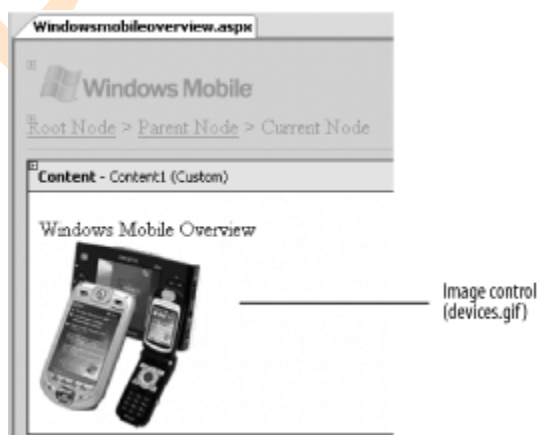 Windowsmobileoverview.aspx
Windows Mobile
Root Node > Parent Node > Current Node
Content - Content1 (Custom)
Windows Mobile Overview
Image control
(devices.gif)